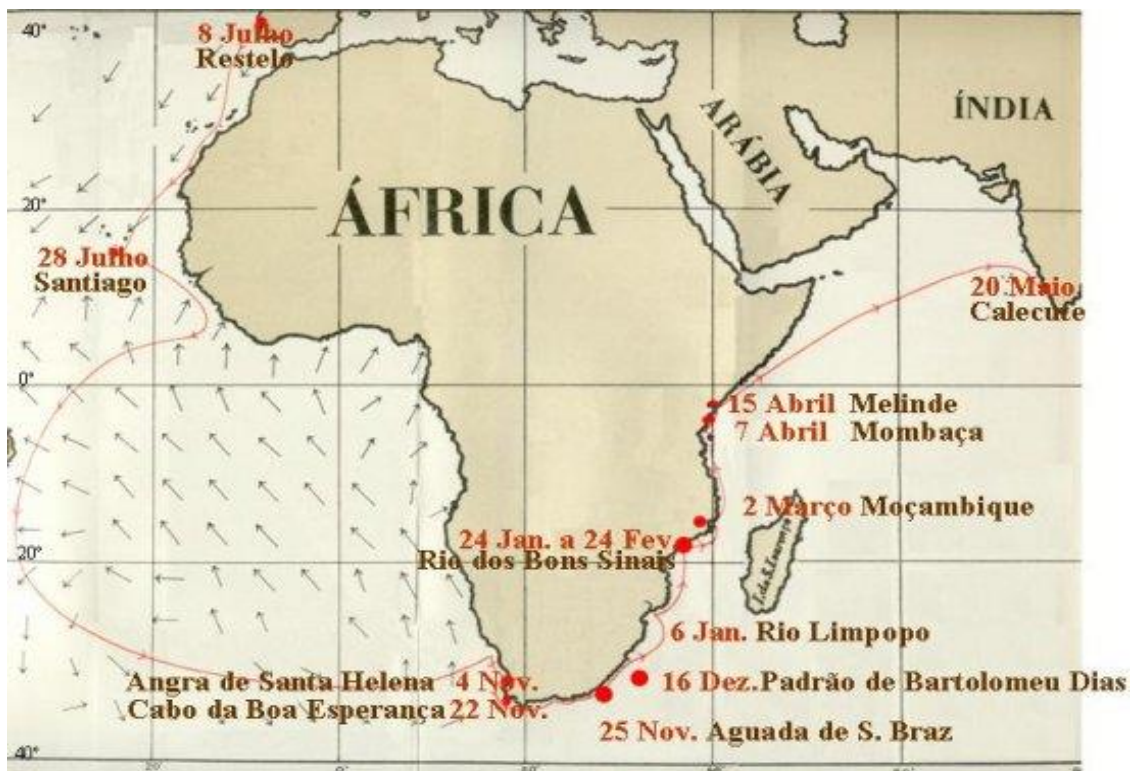 40°
8 Julho
Restelo
ÁFRICA
ARÁBIA
ÍNDIA
20°
28 Julho
Santiago
20 Maio
Calecute
0°
15 Abril Melinde
7 Abril Mombaça
2 Março Moçambique
24 Jan. a 24 Fev.
Rio dos Bons Sinais
20°
6 Jan. Rio Limpopo
Angra de Santa Helena 4 Nov.
16 Dez. Padrão de Bartolomeu Dias
Cabo da Boa Esperança 22 Nov.
25 Nov. Aguada de S. Braz
40°